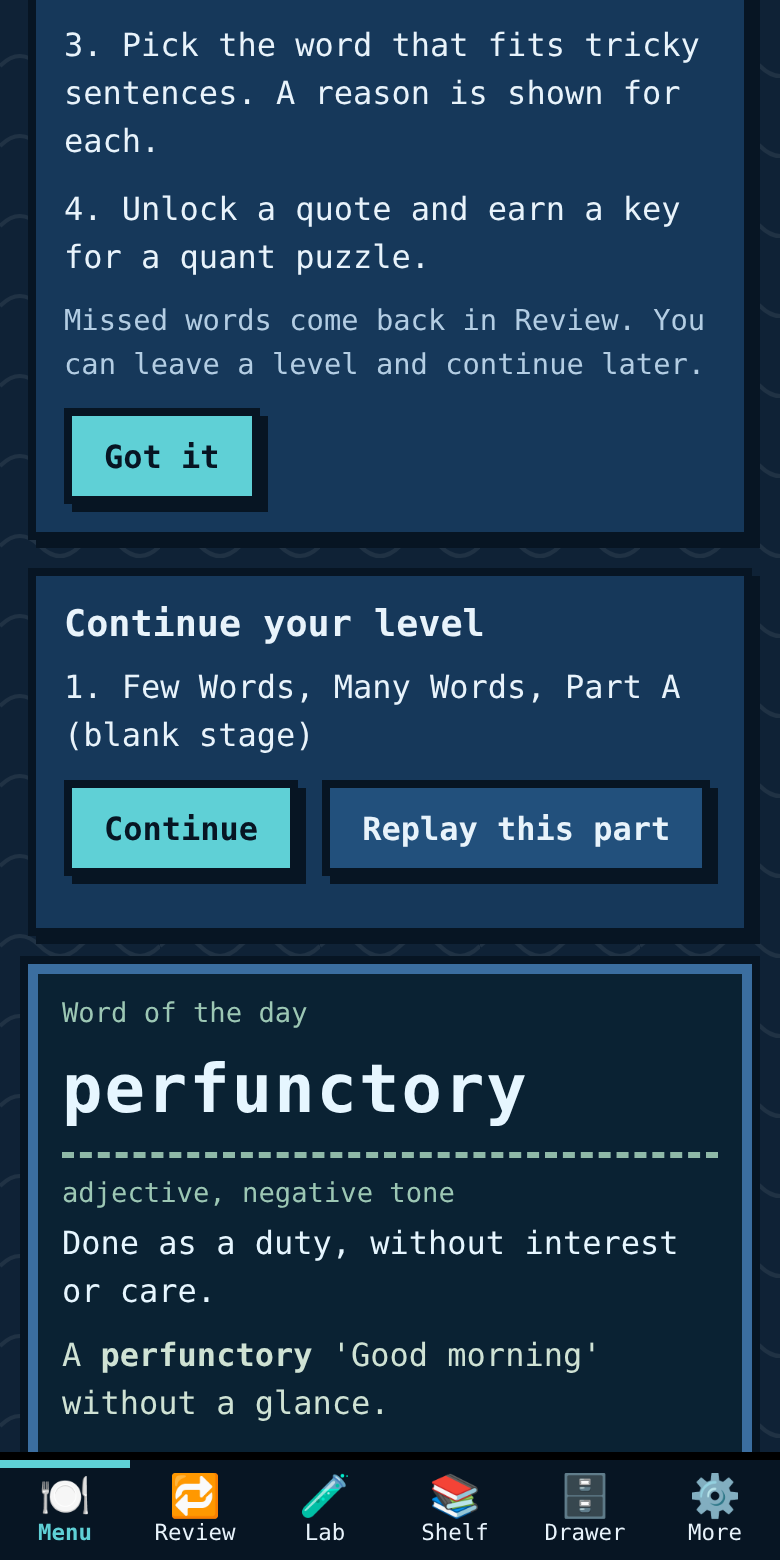 3. Pick the word that fits tricky
sentences. A reason is shown for
each.
4. Unlock a quote and earn a key
for a quant puzzle.
Missed words come back in Review. You
can leave a level and continue later.
Got it
Continue your level
1. Few Words, Many Words, Part A
(blank stage)
Continue
Replay this part
Word of the day
perfunctory
adjective, negative tone
Done as a duty, without interest
or care.
A perfunctory 'Good morning'
without a glance.
Menu
Review
Lab
Shelf
Drawer
More